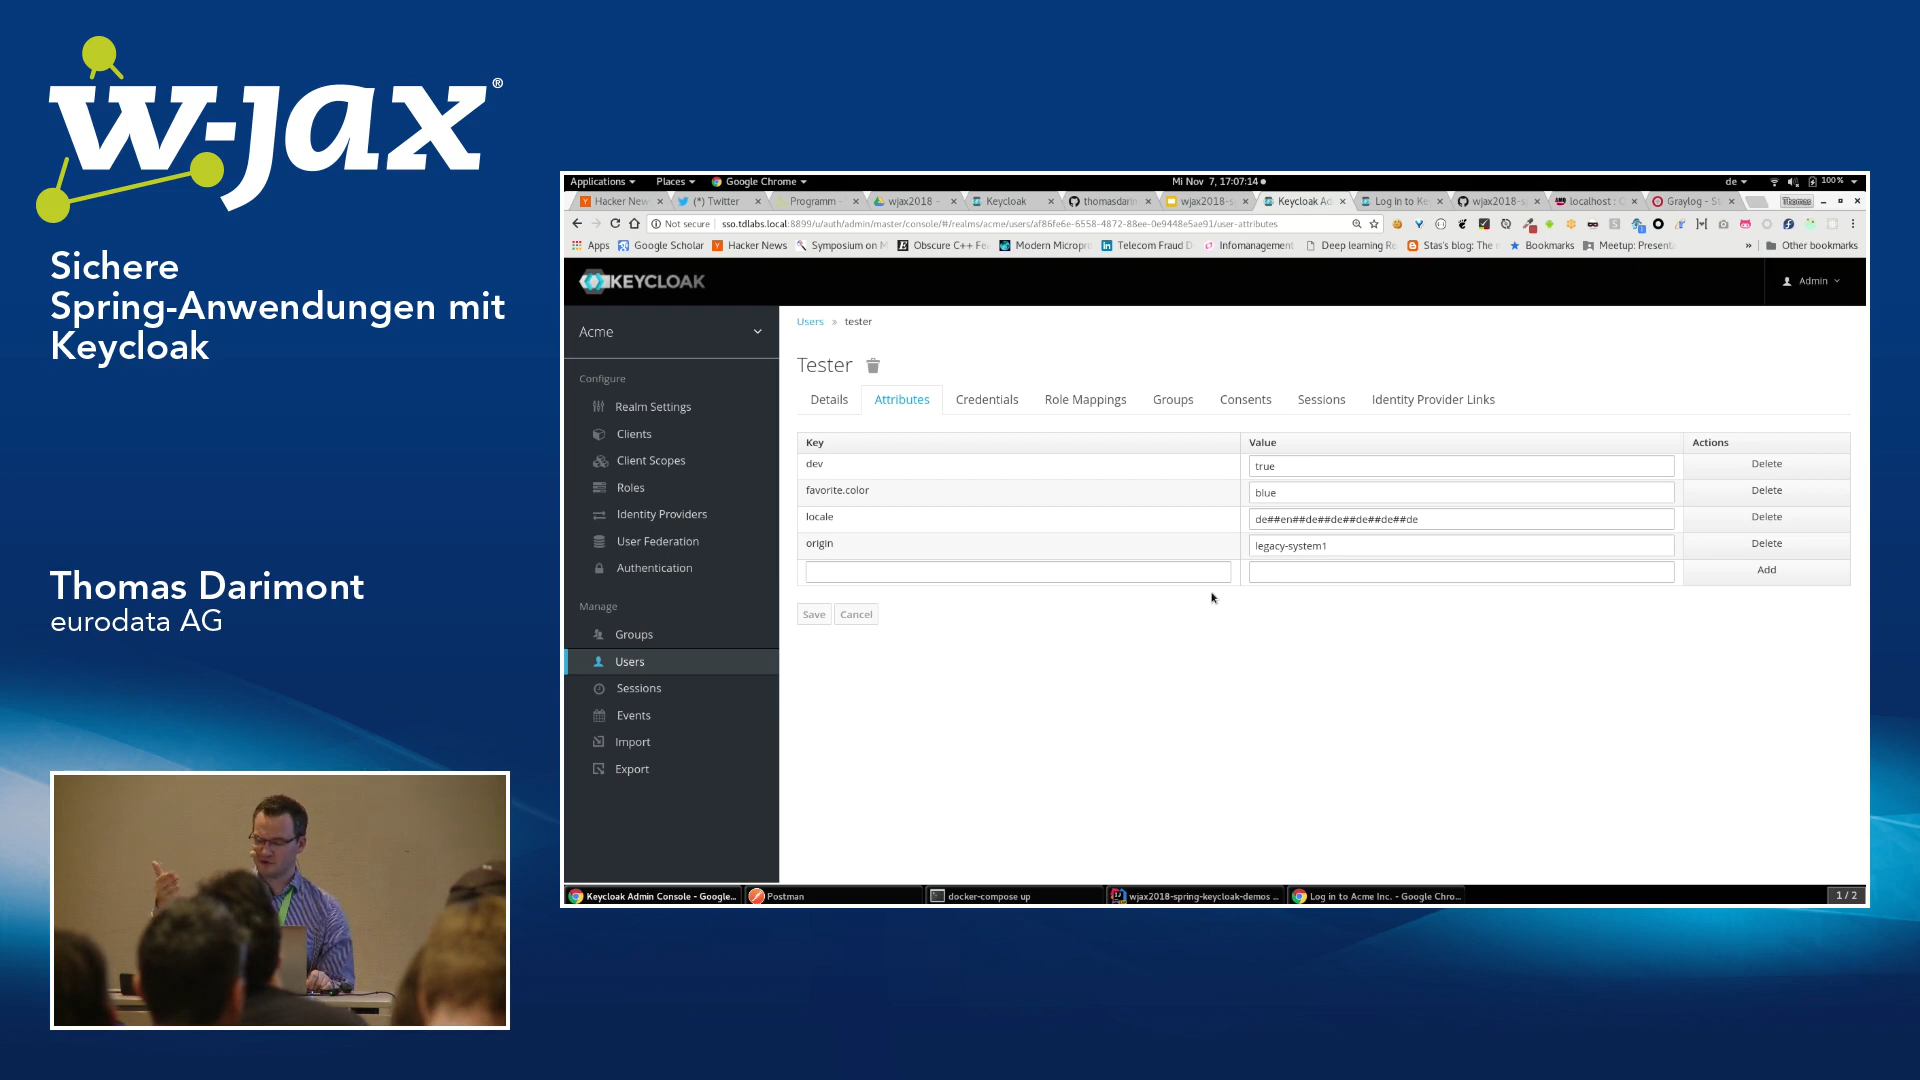 w-jax®
Sichere
Spring-Anwendungen mit
Keycloak
Thomas Darimont
eurodata AG
Applications Places Google Chrome Mi Nov 7, 17:07:14 de 100%
Hacker New (*) Twitter Programm - wjax2018 - Keycloak thomasdari wjax2018-s Keycloak Ad Log in to Ke wjax2018- localhost : Graylog - St Thomas
Not secure sso.tdlabs.local:8899/u/auth/admin/master/console/#/realms/acme/users/af86fe6e-6558-4872-88ee-0e9448e5ae91/user-attributes
Apps Google Scholar Hacker News Symposium on Obscure C++ Fe Modern Micropr Telecom Fraud D Infomanagement Deep learning Re Stas's blog: The Bookmarks Meetup: Present » Other bookmarks
KEYCLOAK
Admin
Acme
Configure
Realm Settings
Clients
Client Scopes
Roles
Identity Providers
User Federation
Authentication
Manage
Groups
Users
Sessions
Events
Import
Export
Users » tester
Tester
Details Attributes Credentials Role Mappings Groups Consents Sessions Identity Provider Links
Key Value Actions
dev true Delete
favorite.color blue Delete
locale de##en##de##de##de##de##de Delete
origin legacy-system1 Delete
Add
Save Cancel
Keycloak Admin Console - Google... Postman docker-compose up wjax2018-spring-keycloak-demos ... Log in to Acme Inc. - Google Chro... 1 / 2